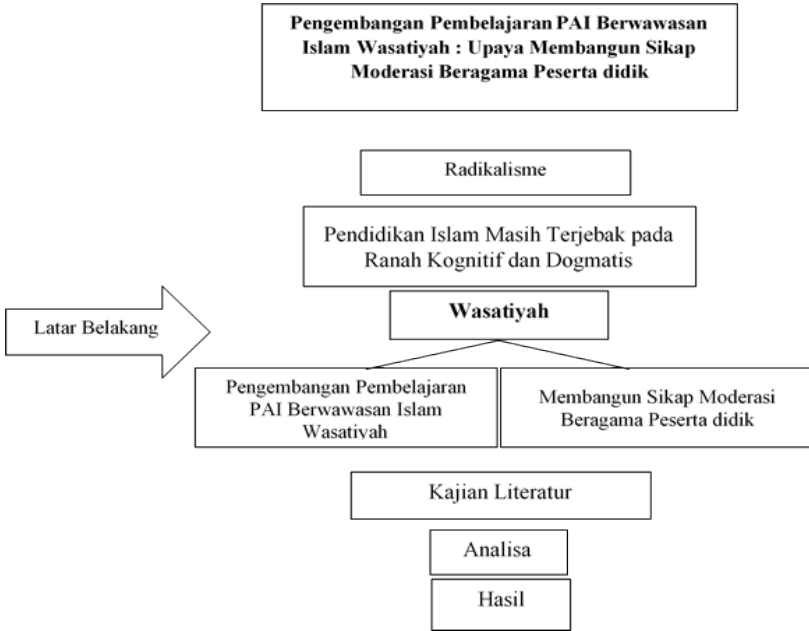 Pengembangan Pembelajaran PAI Berwawasan
Islam Wasatiyah : Upaya Membangun Sikap
Moderasi Beragama Peserta didik
Radikalisme
Pendidikan Islam Masih Terjebak pada
Ranah Kognitif dan Dogmatis
Wasatiyah
Latar Belakang
Pengembangan Pembelajaran
PAI Berwawasan Islam
Wasatiyah
Membangun Sikap Moderasi
Beragama Peserta didik
Kajian Literatur
Analisa
Hasil